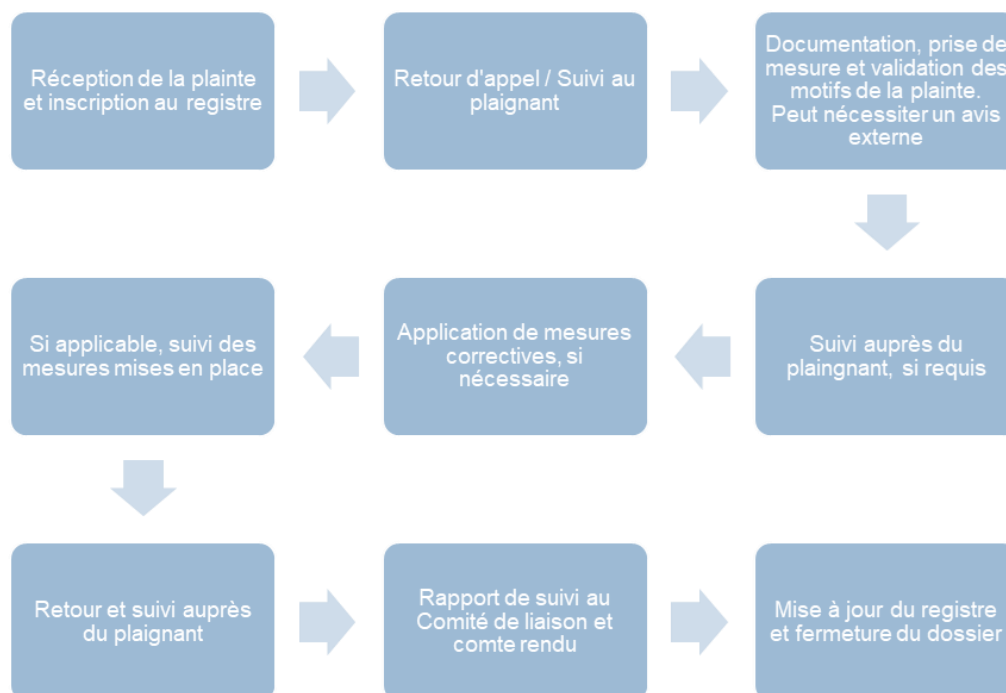 Réception de la plainte
et inscription au registre
Retour d'appel / Suivi au
plaignant
Documentation, prise de
mesure et validation des
motifs de la plainte.
Peut nécessiter un avis
externe
Suivi auprès du
plaingnant, si requis
Application de mesures
correctives, si
nécessaire
Si applicable, suivi des
mesures mises en place
Retour et suivi auprès
du plaignant
Rapport de suivi au
Comité de liaison et
comte rendu
Mise à jour du registre
et fermeture du dossier